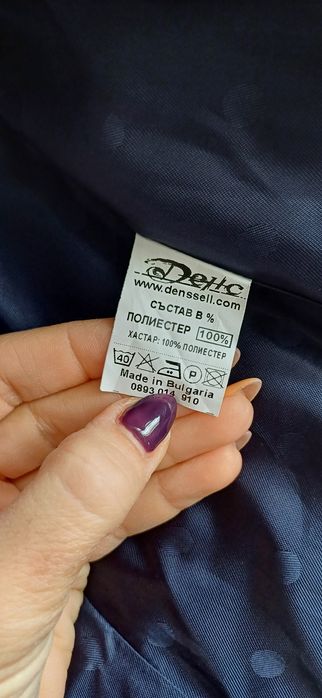 Денс
www.denssell.com
СЪСТАВ В %
ПОЛИЕСТЕР 100%
ХАСТАР: 100% ПОЛИЕСТЕР
40 P
Made in Bulgaria
0893 014 910